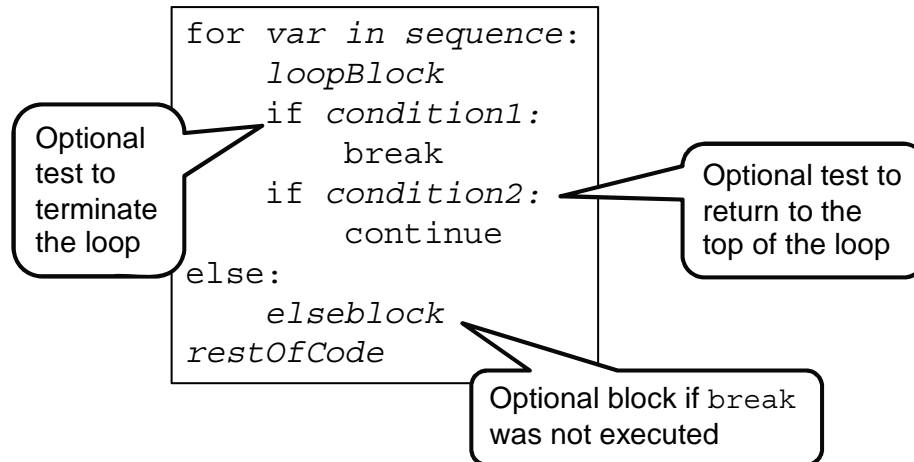 for var in sequence:
loopBlock
if condition1:
break
if condition2:
continue
else:
elseblock
restOfCode
Optional
test to
terminate
the loop
Optional test to
return to the
top of the loop
Optional block if break
was not executed